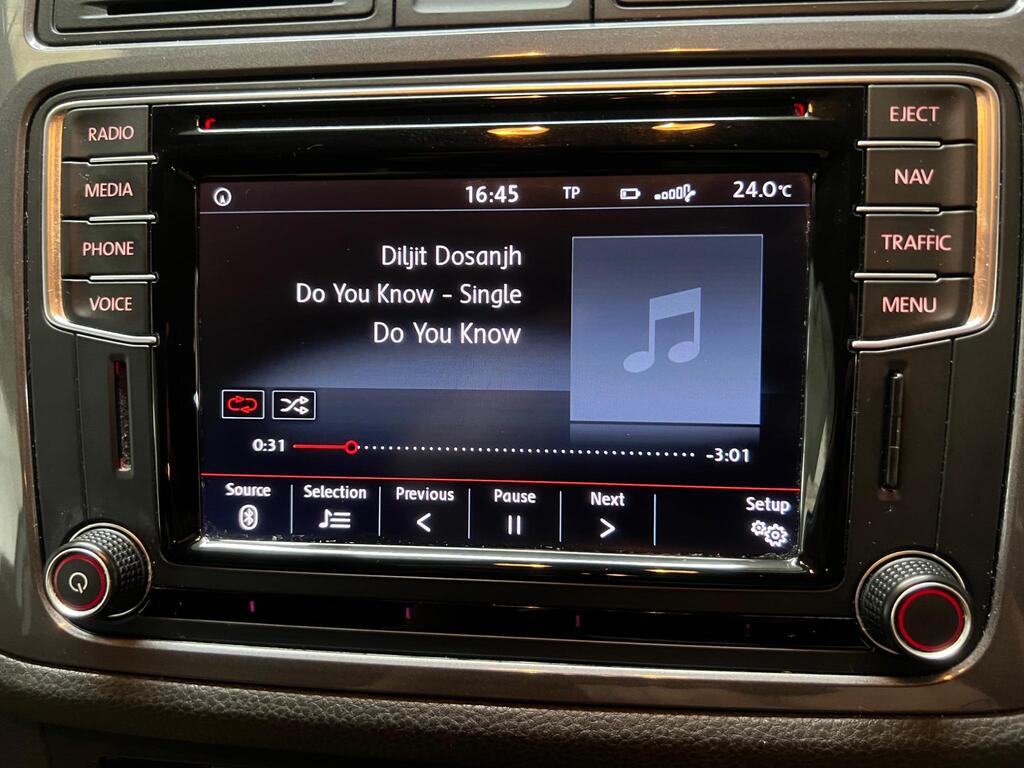 RADIO
MEDIA
PHONE
VOICE
EJECT
NAV
TRAFFIC
MENU
16:45 TP 24.0°C
Diljit Dosanjh
Do You Know - Single
Do You Know
0:31 -3:01
Source Selection Previous Pause Next Setup